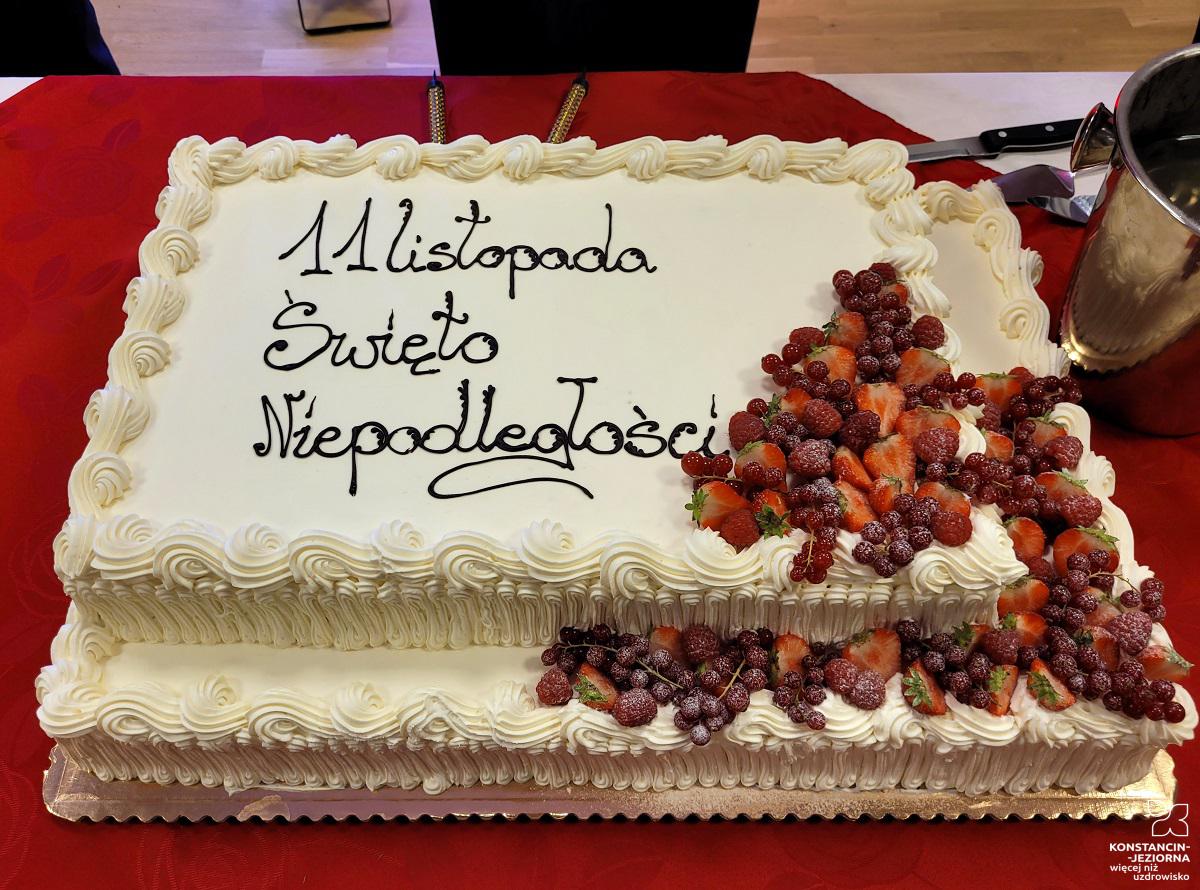 11 listopada
Święto
Niepodległości
KONSTANCIN-
-JEZIORNA
więcej niż
uzdrowisko